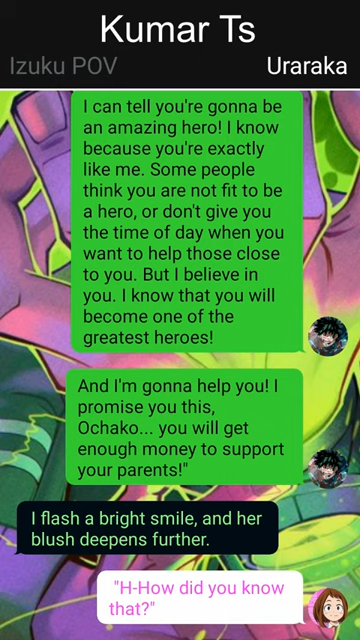 Kumar Ts
Izuku POV
Uraraka
I can tell you're gonna be
an amazing hero! I know
because you're exactly
like me. Some people
think you are not fit to be
a hero, or don't give you
the time of day when you
want to help those close
to you. But I believe in
you. I know that you will
become one of the
greatest heroes!
And I'm gonna help you! I
promise you this,
Ochako... you will get
enough money to support
your parents!"
I flash a bright smile, and her
blush deepens further.
"H-How did you know
that?"